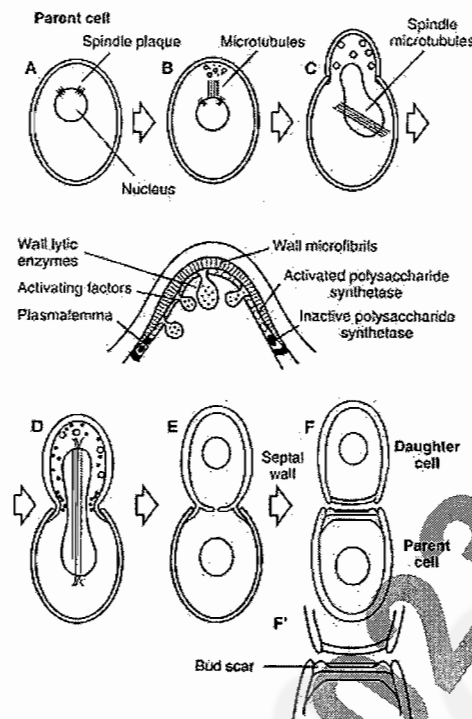 Parent cell
Spindle plaque
Microtubules
Spindle
microtubules
A
B
C
Nucleus
Wall lytic
enzymes
Wall microfibrils
Activating factors
Activated polysaccharide
synthetase
Plasmalemma
Inactive polysaccharide
synthetase
D
E
F
Septal
wall
Daughter
cell
Parent
cell
F'
Bud scar